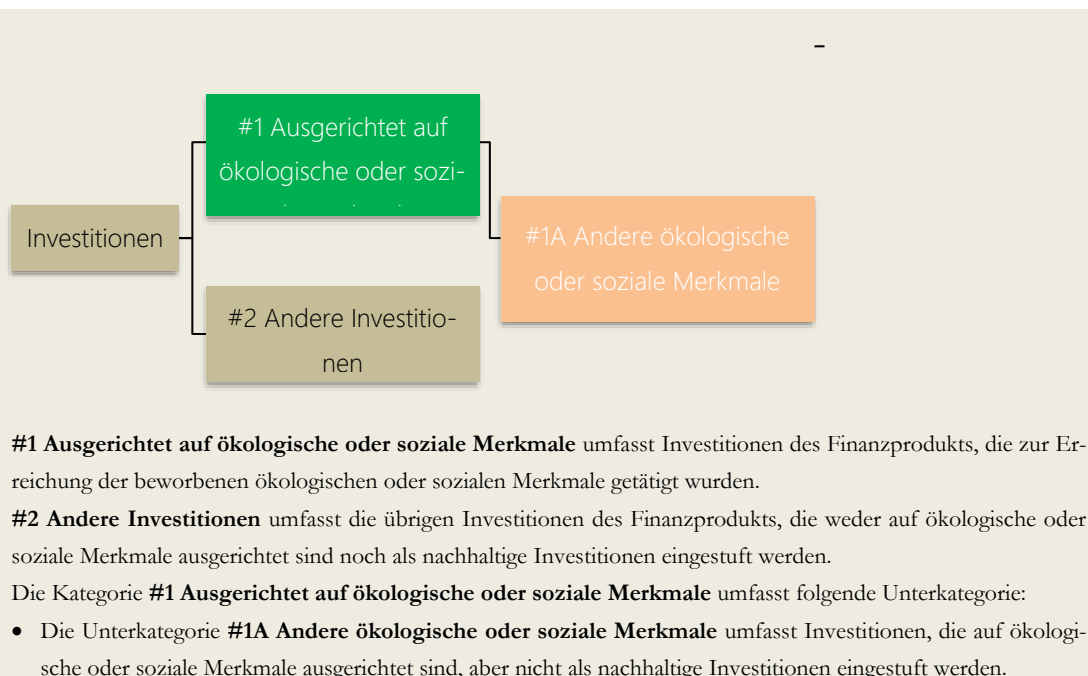 -
#1 Ausgerichtet auf
ökologische oder sozi-
#1A Andere ökologische
oder soziale Merkmale
Investitionen
#2 Andere Investitio-
nen
#1 Ausgerichtet auf ökologische oder soziale Merkmale umfasst Investitionen des Finanzprodukts, die zur Er-
reichung der beworbenen ökologischen oder sozialen Merkmale getätigt wurden.
#2 Andere Investitionen umfasst die übrigen Investitionen des Finanzprodukts, die weder auf ökologische oder
soziale Merkmale ausgerichtet sind noch als nachhaltige Investitionen eingestuft werden.
Die Kategorie #1 Ausgerichtet auf ökologische oder soziale Merkmale umfasst folgende Unterkategorie:
• Die Unterkategorie #1A Andere ökologische oder soziale Merkmale umfasst Investitionen, die auf ökologi-
sche oder soziale Merkmale ausgerichtet sind, aber nicht als nachhaltige Investitionen eingestuft werden.